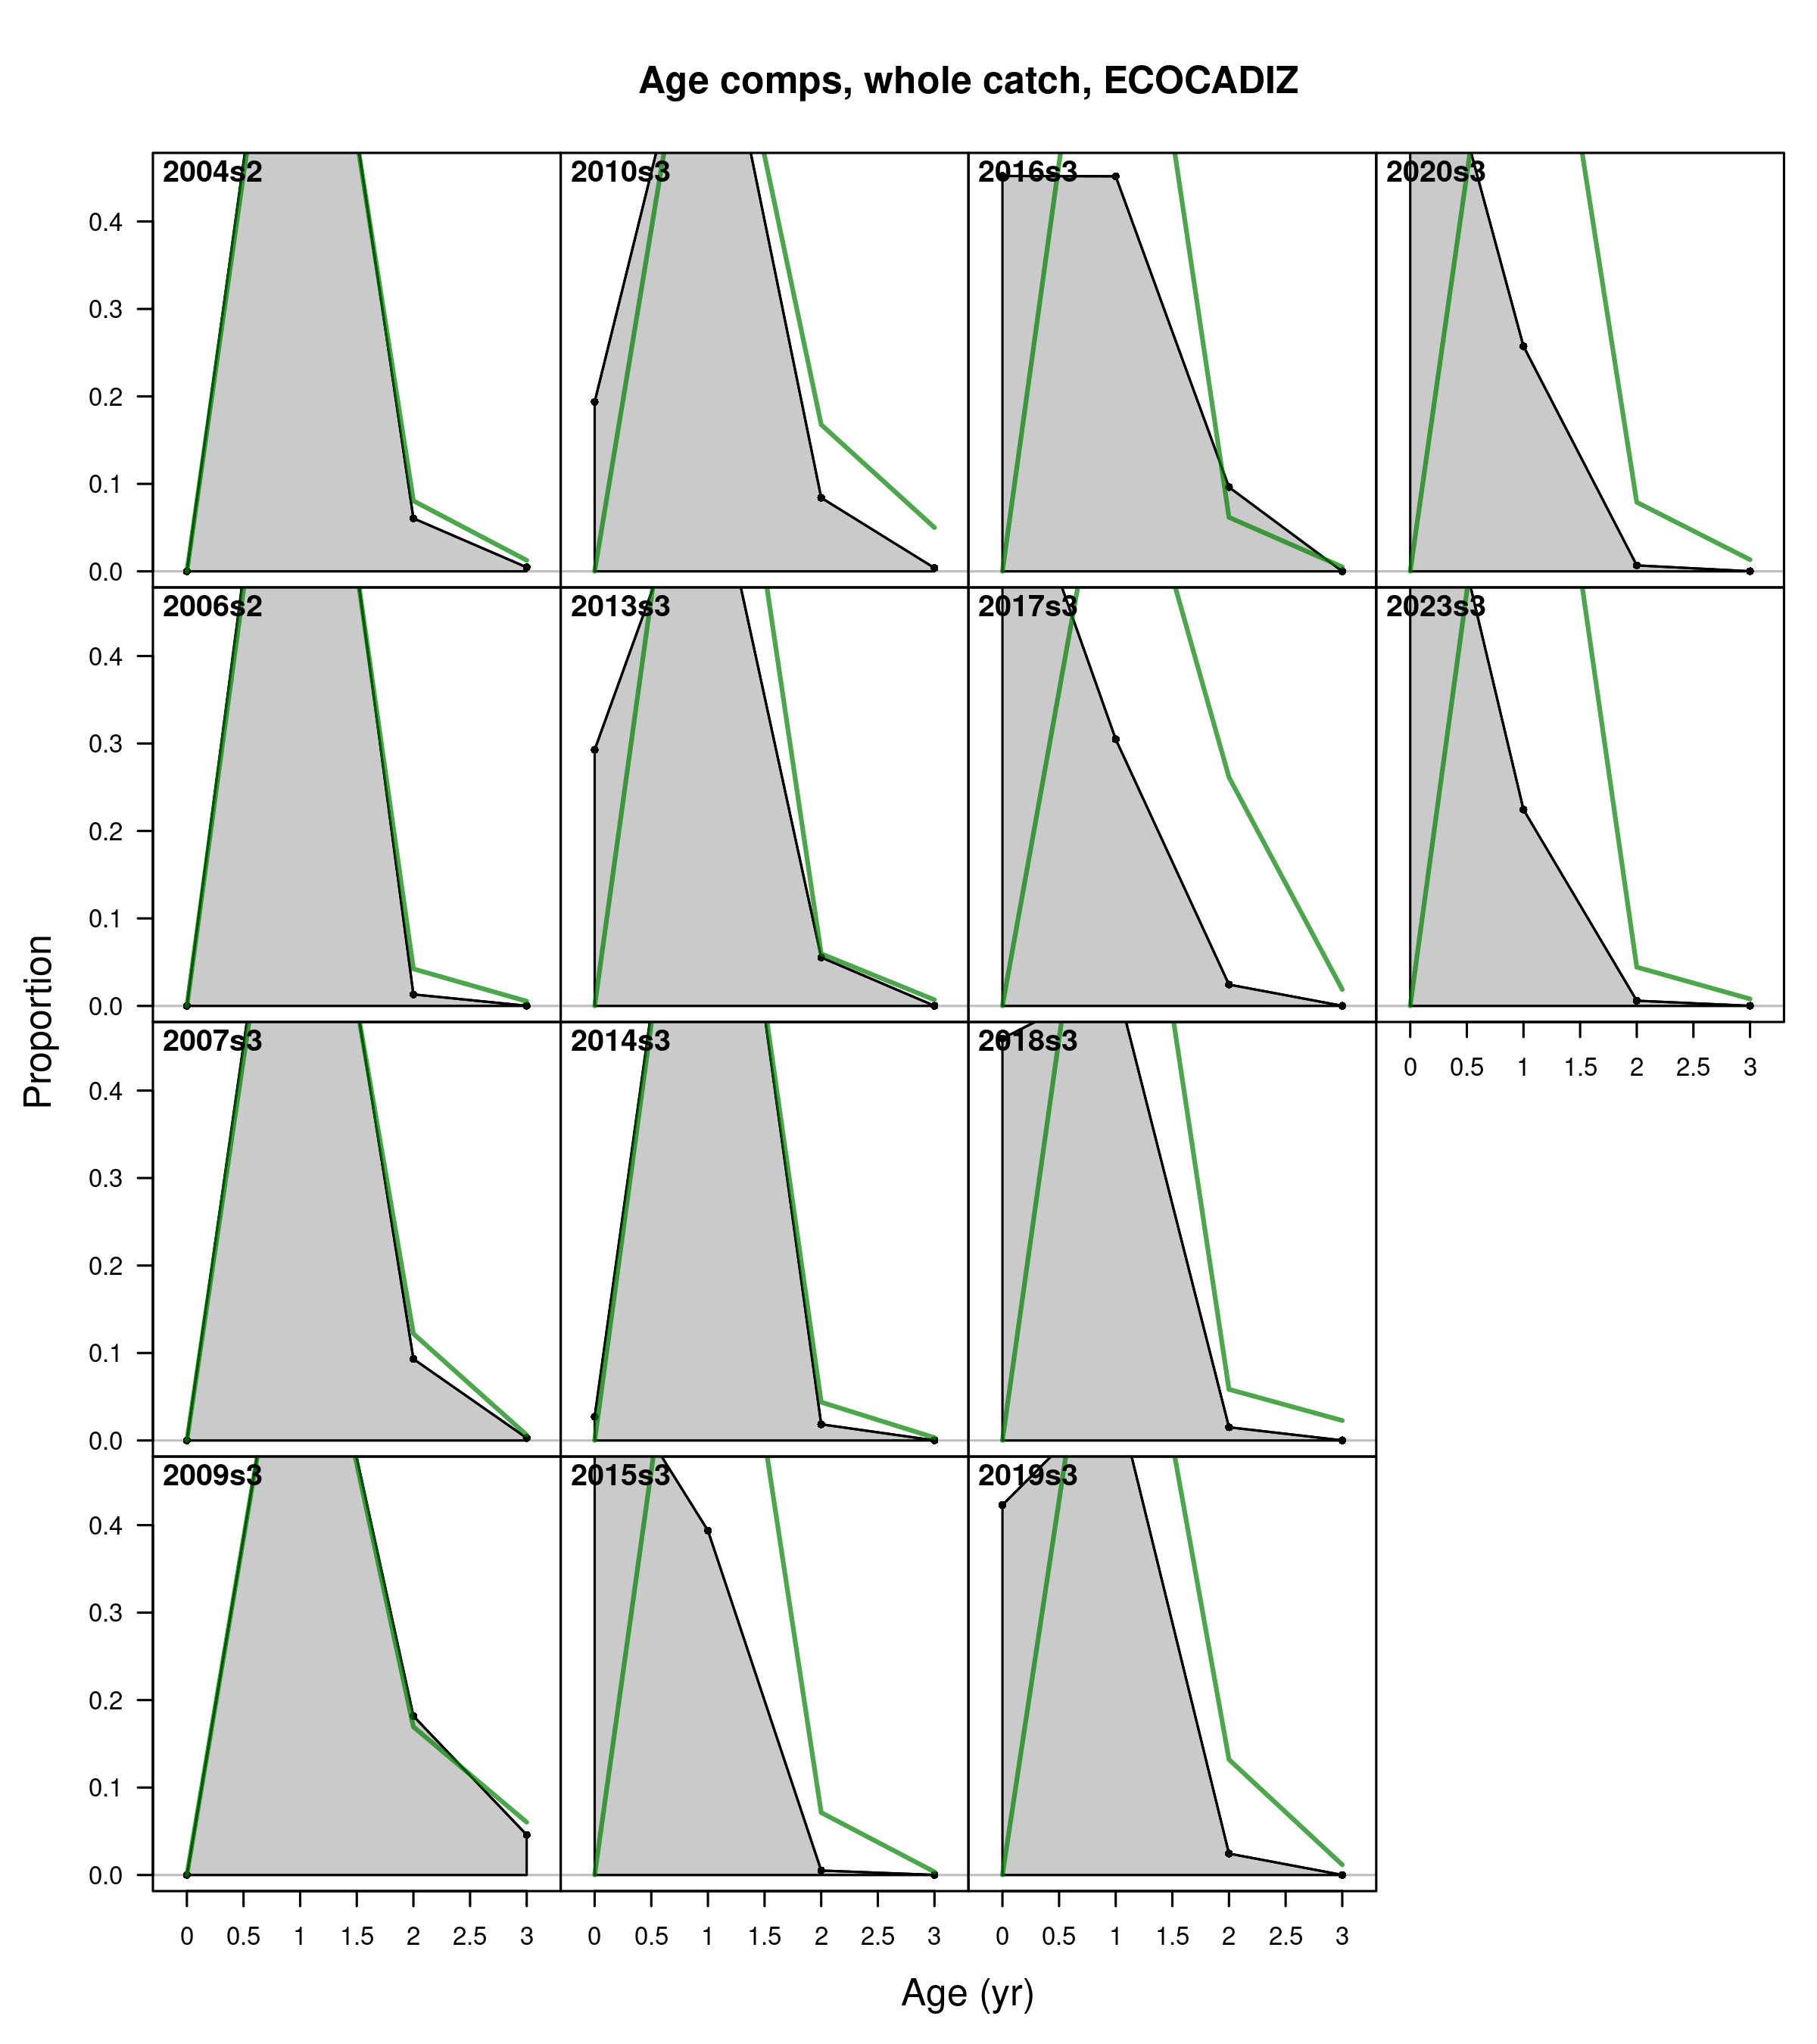 Age comps, whole catch, ECOCADIZ
2004s2 2010s3 2016s3 2020s3
0.4
0.3
0.2
0.1
0.0
2006s2 2013s3 2017s3 2023s3
0.4
0.3
0.2
0.1
0.0
2007s3 2014s3 2018s3
0 0.5 1 1.5 2 2.5 3
0.4
0.3
0.2
0.1
0.0
2009s3 2015s3 2019s3
0.4
0.3
0.2
0.1
0.0
0 0.5 1 1.5 2 2.5 3 0 0.5 1 1.5 2 2.5 3 0 0.5 1 1.5 2 2.5 3
Proportion
Age (yr)